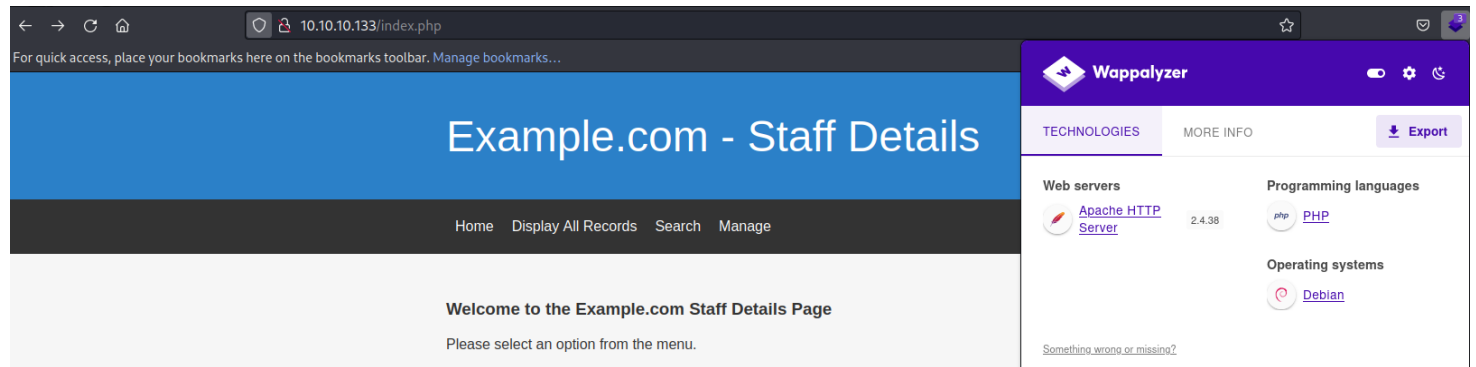 10.10.10.133/index.php
3
For quick access, place your bookmarks here on the bookmarks toolbar. Manage bookmarks...
Example.com - Staff Details
Home Display All Records Search Manage
Welcome to the Example.com Staff Details Page
Please select an option from the menu.
W Wappalyzer
TECHNOLOGIES MORE INFO Export
Web servers
Apache HTTP
Server
2.4.38
Programming languages
php PHP
Operating systems
Debian
Something wrong or missing?